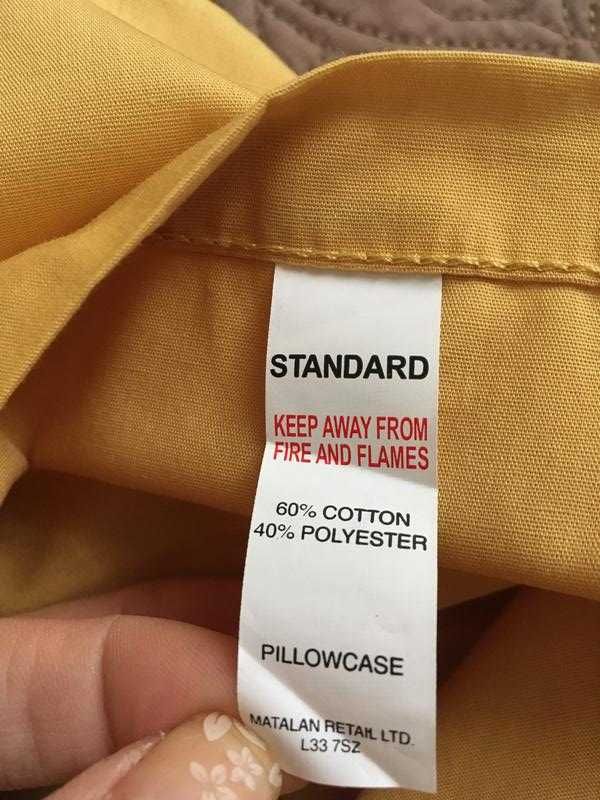 STANDARD
KEEP AWAY FROM
FIRE AND FLAMES
60% COTTON
40% POLYESTER
PILLOWCASE
MATALAN RETAIL LTD.
L33 7SZ